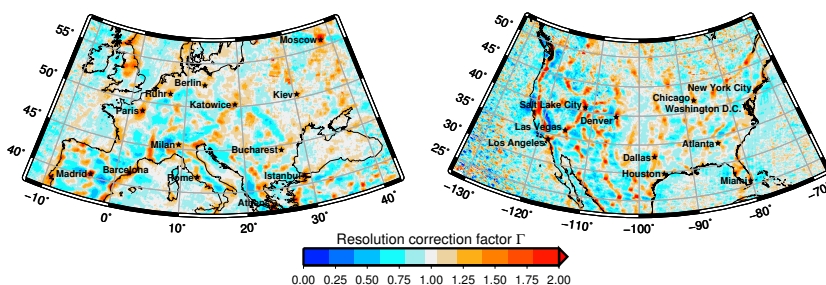 55°
50°
45°
40°
−10°
0°
10°
20°
30°
40°
Moscow
Berlin
Ruhr
Katowice
Kiev
Paris
Milan
Bucharest
Madrid
Barcelona
Rome
Istanbul
50°
45°
40°
35°
30°
25°
−130°
−120°
−110°
−100°
−90°
−80°
−70
New York City
Chicago
Salt Lake City
Washington D.C.
Denver
Las Vegas
Los Angeles
Atlanta
Dallas
Houston
Miami
Resolution correction factor Γ
0.00 0.25 0.50 0.75 1.00 1.25 1.50 1.75 2.00